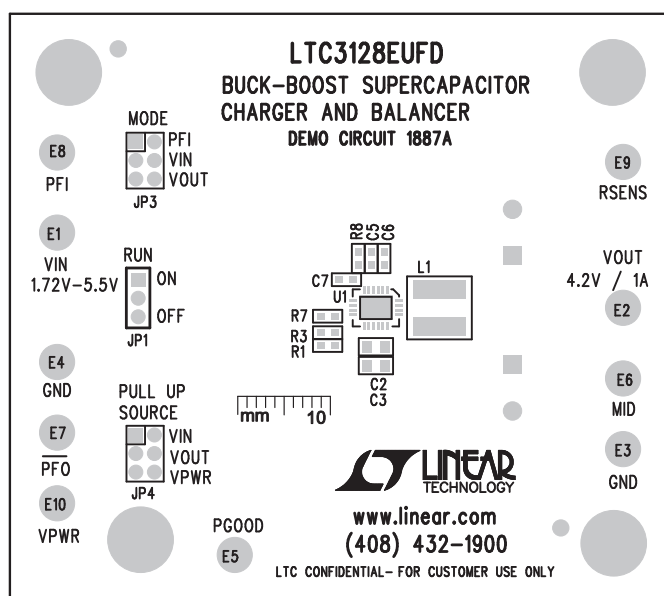 LTC3128EUFD
BUCK-BOOST SUPERCAPACITOR
CHARGER AND BALANCER
DEMO CIRCUIT 1887A
MODE
PFI
VIN
VOUT
JP3
E8
PFI
E1
VIN
1.72V-5.5V
RUN
ON
OFF
JP1
E4
GND
E7
PFO
E10
VPWR
PULL UP
SOURCE
VIN
VOUT
VPWR
JP4
R8
C5
C6
C7
U1
L1
R7
R3
R1
C2
C3
mm 10
E9
RSENS
VOUT
4.2V / 1A
E2
E6
MID
E3
GND
PGOOD
E5
LT LINEAR
TECHNOLOGY
www.linear.com
(408) 432-1900
LTC CONFIDENTIAL- FOR CUSTOMER USE ONLY